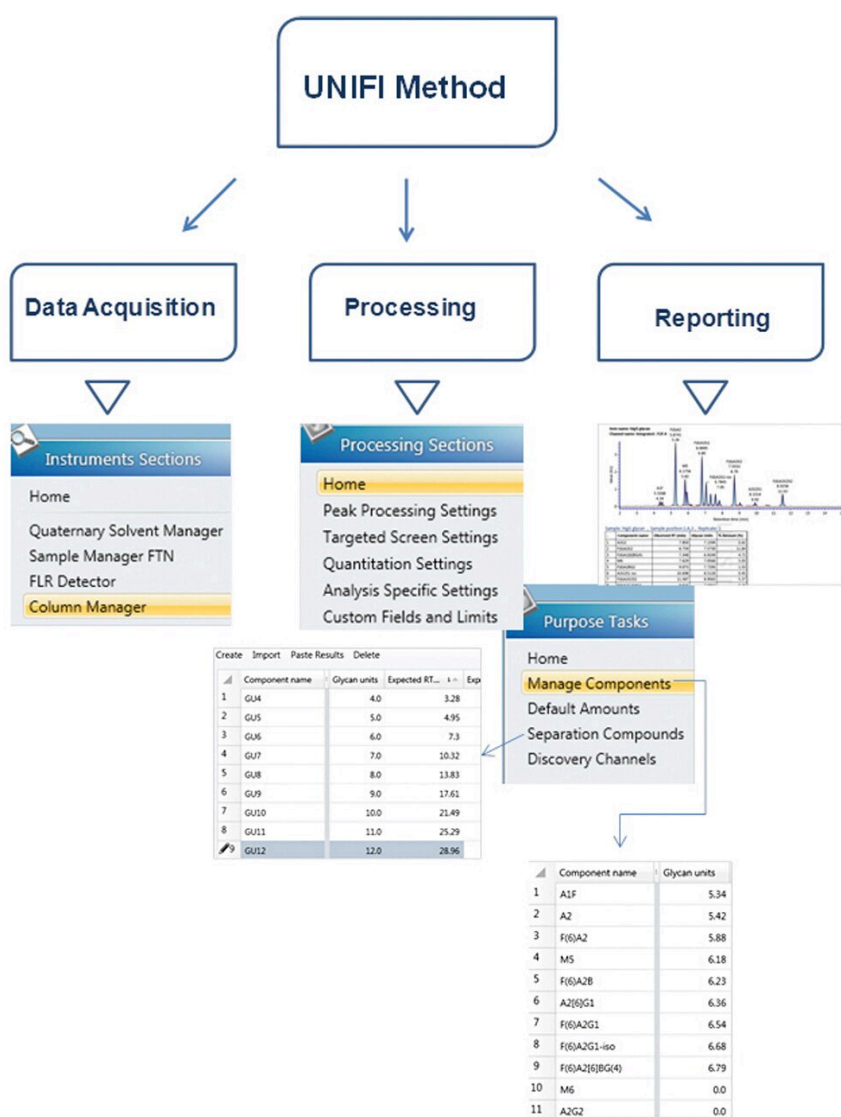 UNIFI Method
Data Acquisition
Processing
Reporting
Instruments Sections
Home
Quaternary Solvent Manager
Sample Manager FTN
FLR Detector
Column Manager
Processing Sections
Home
Peak Processing Settings
Targeted Screen Settings
Quantitation Settings
Analysis Specific Settings
Custom Fields and Limits
Purpose Tasks
Home
Manage Components
Default Amounts
Separation Compounds
Discovery Channels
Create Import Paste Results Delete
Component name Glycan units Expected RT... 1 Exp
1 GU4 4.0 3.28
2 GU5 5.0 4.95
3 GU6 6.0 7.3
4 GU7 7.0 10.32
5 GU8 8.0 13.83
6 GU9 9.0 17.61
7 GU10 10.0 21.49
8 GU11 11.0 25.29
9 GU12 12.0 28.96
Component name Glycan units
1 A1F 5.34
2 A2 5.42
3 F(6)A2 5.88
4 M5 6.18
5 F(6)A2B 6.23
6 A2[6]G1 6.36
7 F(6)A2G1 6.54
8 F(6)A2G1-iso 6.68
9 F(6)A2[6]BG(4) 6.79
10 M6 0.0
11 A2G2 0.0